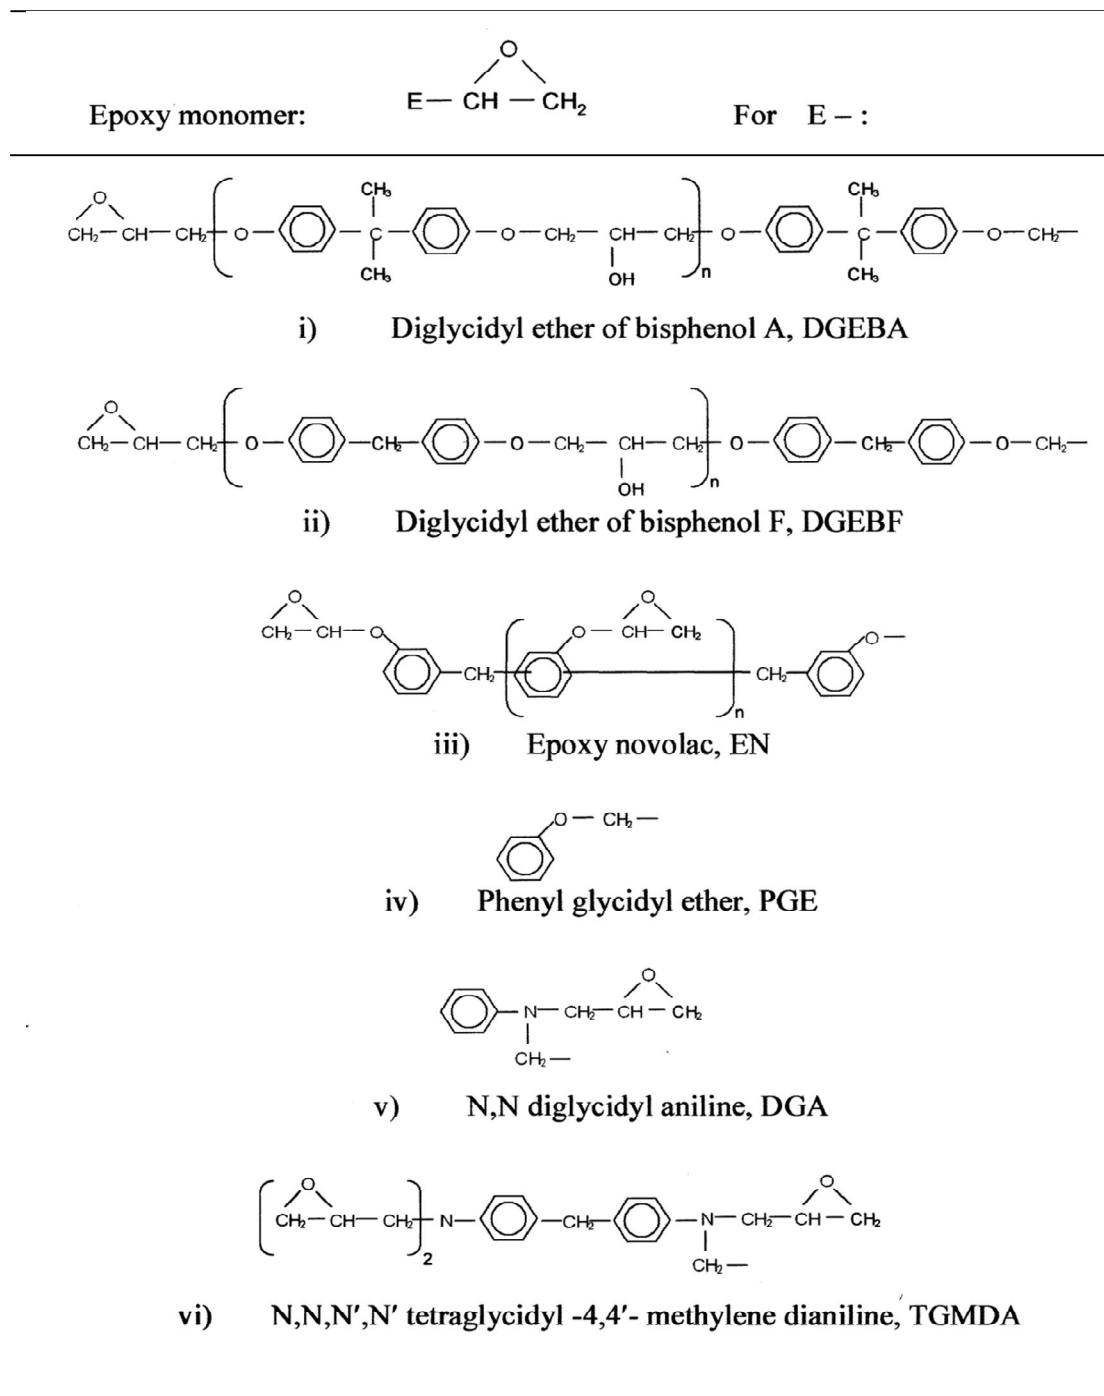 O
Epoxy monomer: E — CH — CH₂ For E – :
O CH₃ CH₃
CH₂ — CH — CH₂ — O — C — O — CH₂ — CH — CH₂ — O — C — O — CH₂ —
CH₃ OH n CH₃
i) Diglycidyl ether of bisphenol A, DGEBA
O
CH₂ — CH — CH₂ — O — CH₂ — O — CH₂ — CH — CH₂ — O — CH₂ — O — CH₂ —
OH n
ii) Diglycidyl ether of bisphenol F, DGEBF
O O
CH₂ — CH — O O — CH — CH₂ O —
CH₂ CH₂
n
iii) Epoxy novolac, EN
O — CH₂ —
iv) Phenyl glycidyl ether, PGE
O
N — CH₂ — CH — CH₂
CH₂ —
v) N,N diglycidyl aniline, DGA
O O
CH₂ — CH — CH₂ — N — CH₂ — N — CH₂ — CH — CH₂
2 CH₂ —
vi) N,N,N′,N′ tetraglycidyl -4,4′- methylene dianiline, TGMDA